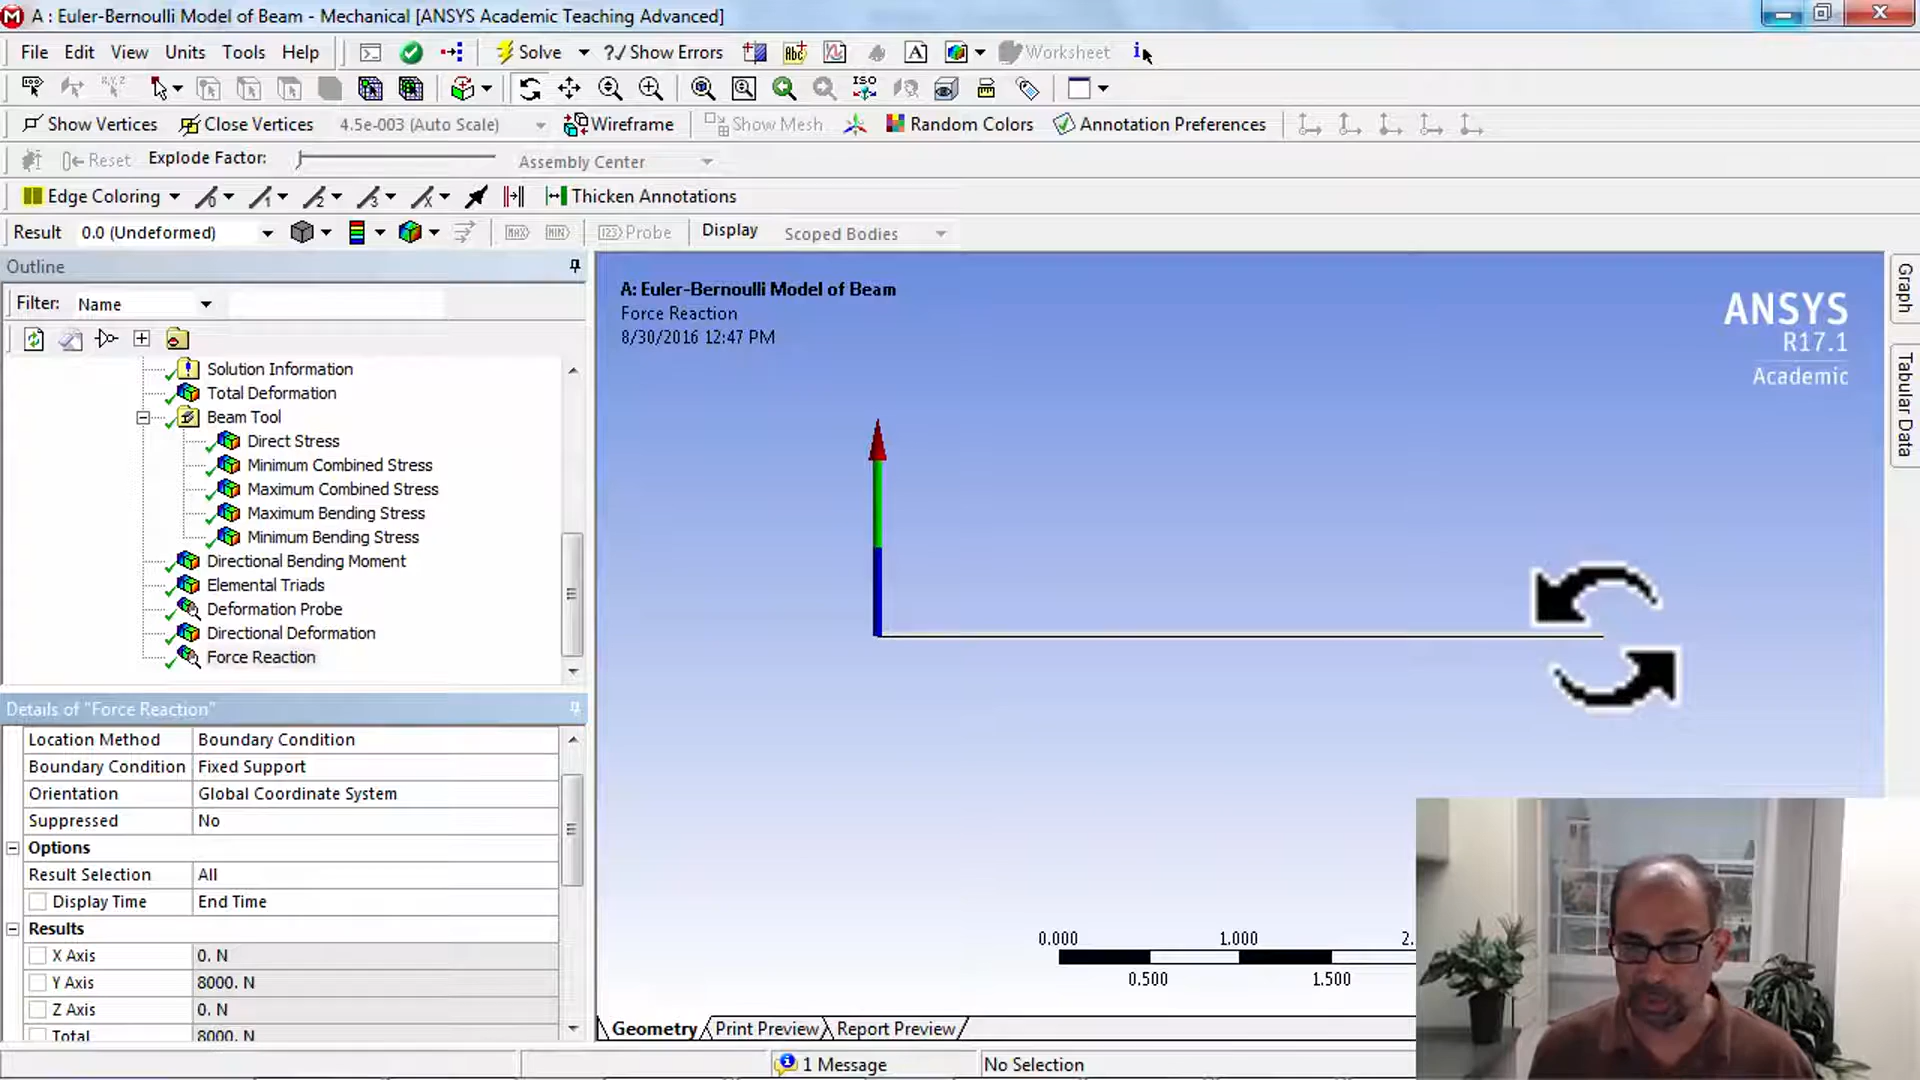 A : Euler-Bernoulli Model of Beam - Mechanical [ANSYS Academic Teaching Advanced]
File Edit View Units Tools Help Solve ?/ Show Errors Worksheet
ISO
Show Vertices Close Vertices 4.5e-003 (Auto Scale) Wireframe Show Mesh Random Colors Annotation Preferences
Reset Explode Factor: Assembly Center
Edge Coloring Thicken Annotations
Result 0.0 (Undeformed) MAX MIN Probe Display Scoped Bodies
Outline
Filter: Name
Solution Information
Total Deformation
Beam Tool
Direct Stress
Minimum Combined Stress
Maximum Combined Stress
Maximum Bending Stress
Minimum Bending Stress
Directional Bending Moment
Elemental Triads
Deformation Probe
Directional Deformation
Force Reaction
Details of "Force Reaction"
Location Method Boundary Condition
Boundary Condition Fixed Support
Orientation Global Coordinate System
Suppressed No
Options
Result Selection All
Display Time End Time
Results
X Axis 0. N
Y Axis 8000. N
Z Axis 0. N
Total 8000. N
A: Euler-Bernoulli Model of Beam
Force Reaction
8/30/2016 12:47 PM
ANSYS
R17.1
Academic
Graph
Tabular Data
0.000 1.000 2.
0.500 1.500
Geometry Print Preview Report Preview
1 Message No Selection